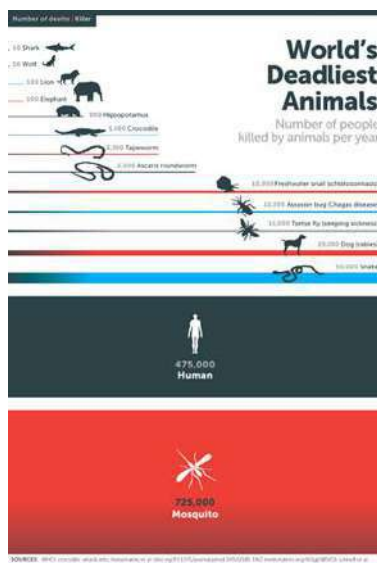 Number of deaths | Killer
World's
Deadliest
Animals
Number of people
killed by animals per year
10 Shark
10 Wolf
100 Lion
100 Elephant
500 Hippopotamus
1,000 Crocodile
2,000 Tapeworm
2,500 Ascaris roundworm
10,000 Freshwater snail (schistosomiasis)
10,000 Assassin bug (Chagas disease)
10,000 Tsetse fly (sleeping sickness)
25,000 Dog (rabies)
50,000 Snake
475,000
Human
725,000
Mosquito
SOURCES: WHO;